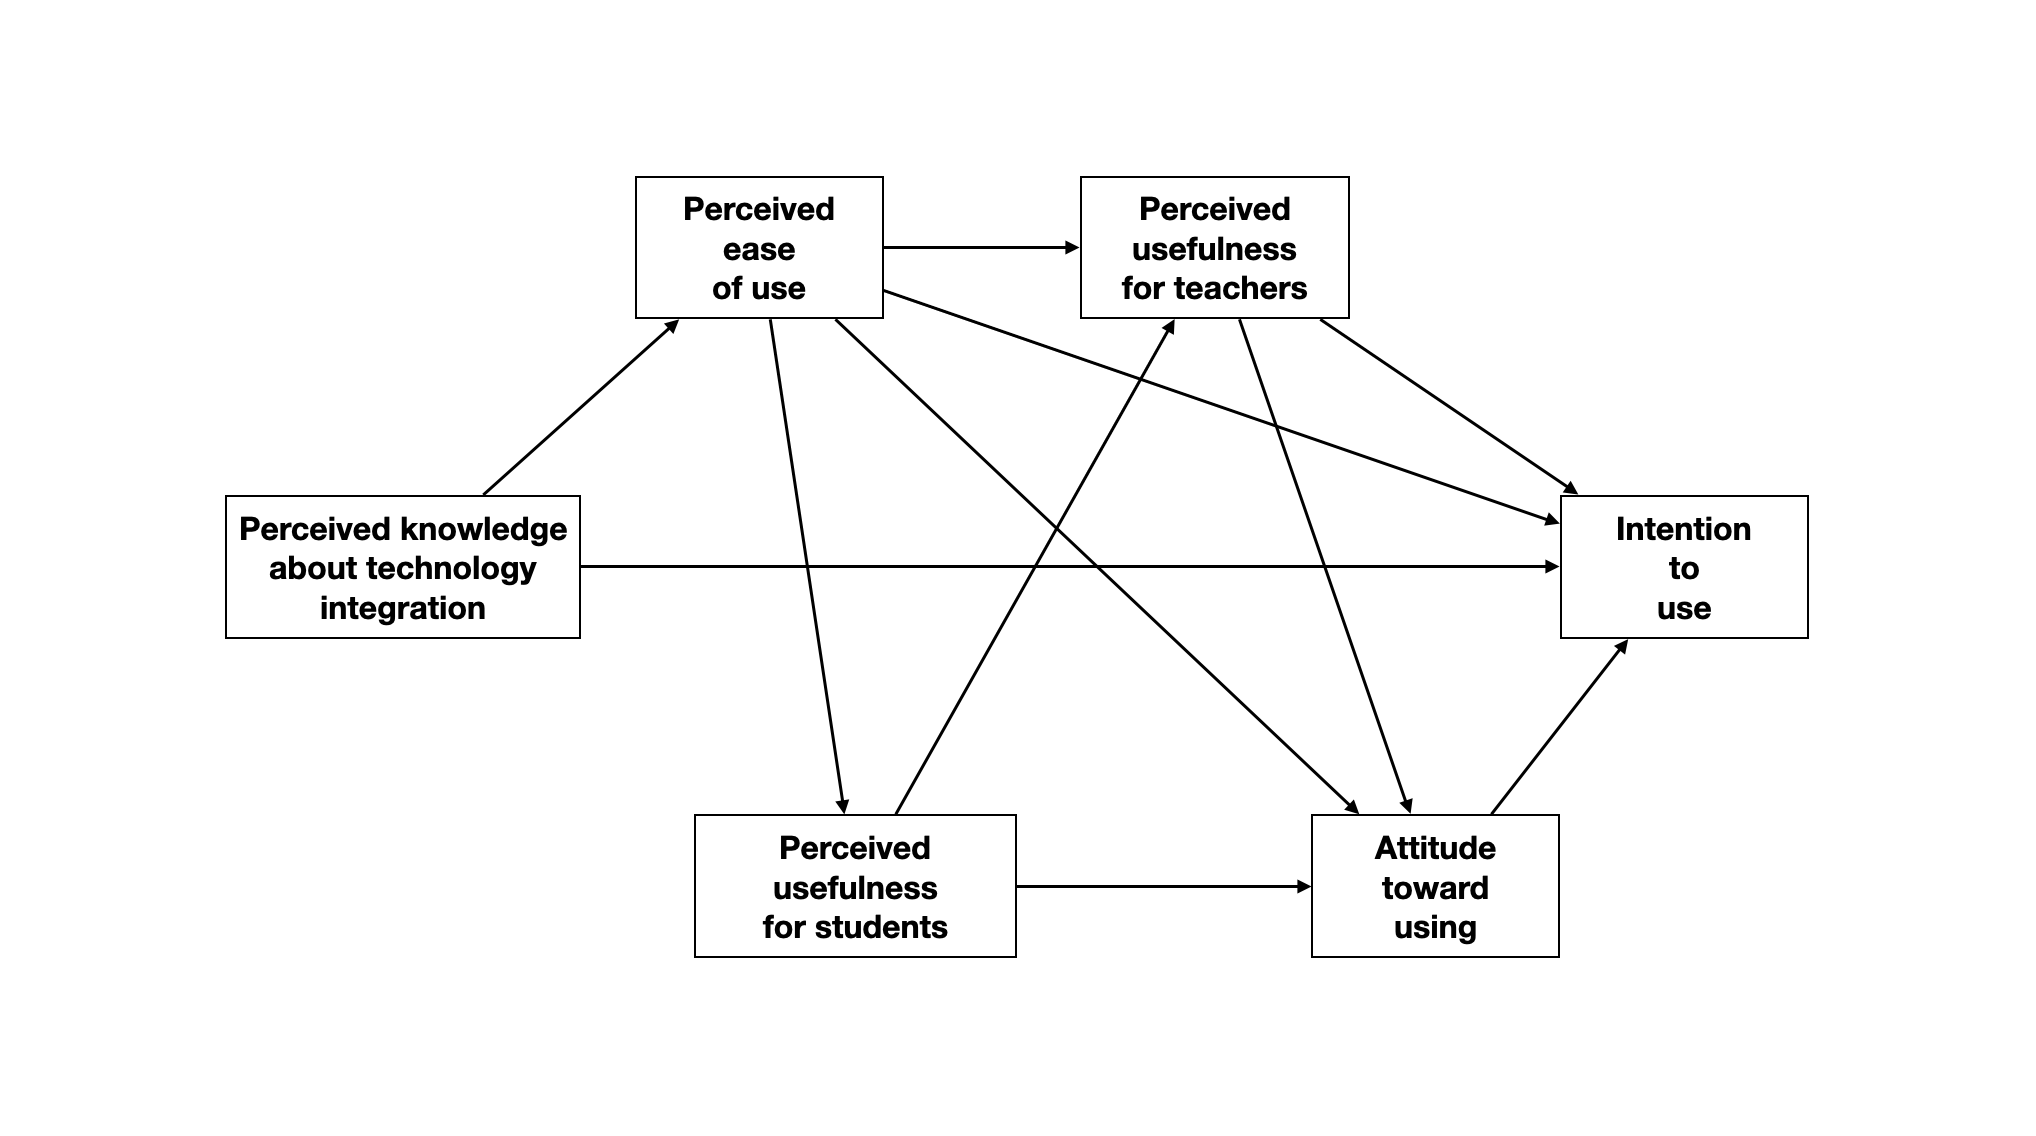 Perceived
ease
of use
Perceived
usefulness
for teachers
Perceived knowledge
about technology
integration
Intention
to
use
Perceived
usefulness
for students
Attitude
toward
using